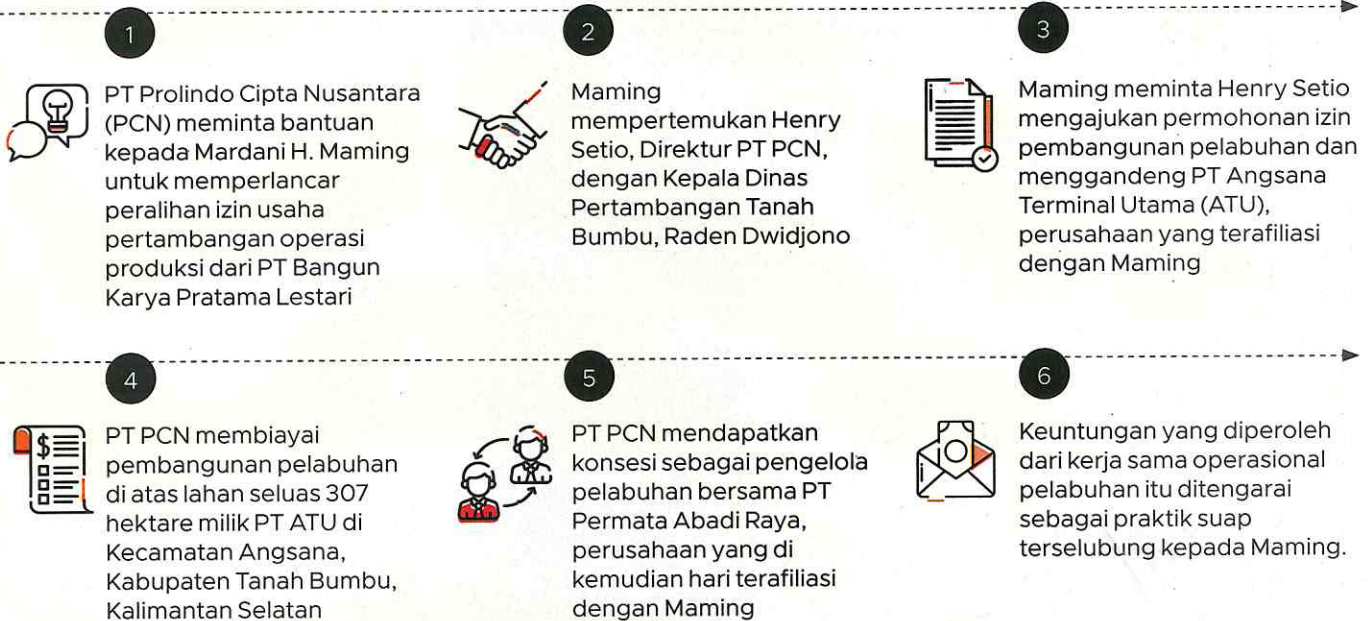 1
PT Prolindo Cipta Nusantara
(PCN) meminta bantuan
kepada Mardani H. Maming
untuk memperlancar
peralihan izin usaha
pertambangan operasi
produksi dari PT Bangun
Karya Pratama Lestari
2
Maming
mempertemukan Henry
Setio, Direktur PT PCN,
dengan Kepala Dinas
Pertambangan Tanah
Bumbu, Raden Dwidjono
3
Maming meminta Henry Setio
mengajukan permohonan izin
pembangunan pelabuhan dan
menggandeng PT Angsana
Terminal Utama (ATU),
perusahaan yang terafiliasi
dengan Maming
4
$
PT PCN membiayai
pembangunan pelabuhan
di atas lahan seluas 307
hektare milik PT ATU di
Kecamatan Angsana,
Kabupaten Tanah Bumbu,
Kalimantan Selatan
5
PT PCN mendapatkan
konsesi sebagai pengelola
pelabuhan bersama PT
Permata Abadi Raya,
perusahaan yang di
kemudian hari terafiliasi
dengan Maming
6
Keuntungan yang diperoleh
dari kerja sama operasional
pelabuhan itu ditengarai
sebagai praktik suap
terselubung kepada Maming.